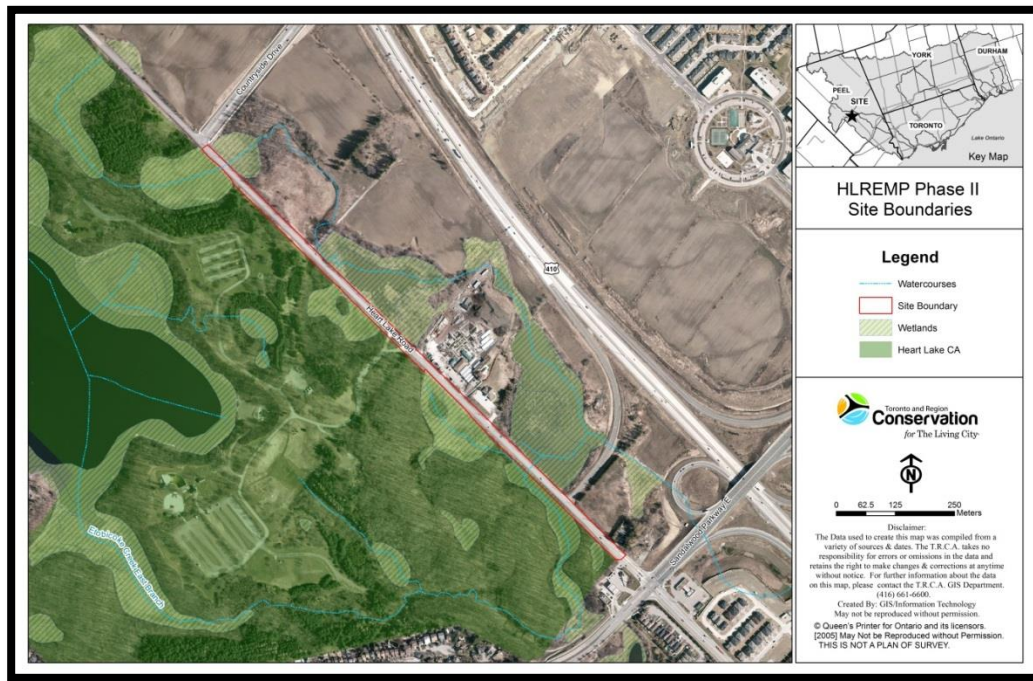 Countryside Drive
410
Heart Lake Road
Sandalwood Parkway E
Etobicoke Creek East Branch
YORK
DURHAM
PEEL
SITE
TORONTO
Lake Ontario
Key Map
HLREMP Phase II
Site Boundaries
Legend
Watercourses
Site Boundary
Wetlands
Heart Lake CA
Toronto and Region
Conservation
for The Living City
N
0 62.5 125 250
Meters
Disclaimer:
The Data used to create this map was compiled from a
variety of sources & dates. The T.R.C.A. takes no
responsibility for errors or omissions in the data and
retains the right to make changes & corrections at anytime
without notice. For further information about the data
on this map, please contact the T.R.C.A. GIS Department.
(416) 661-6600.
Created By: GIS/Information Technology
May not be reproduced without permission.
© Queen's Printer for Ontario and its licensors.
[2005] May Not be Reproduced without Permission.
THIS IS NOT A PLAN OF SURVEY.